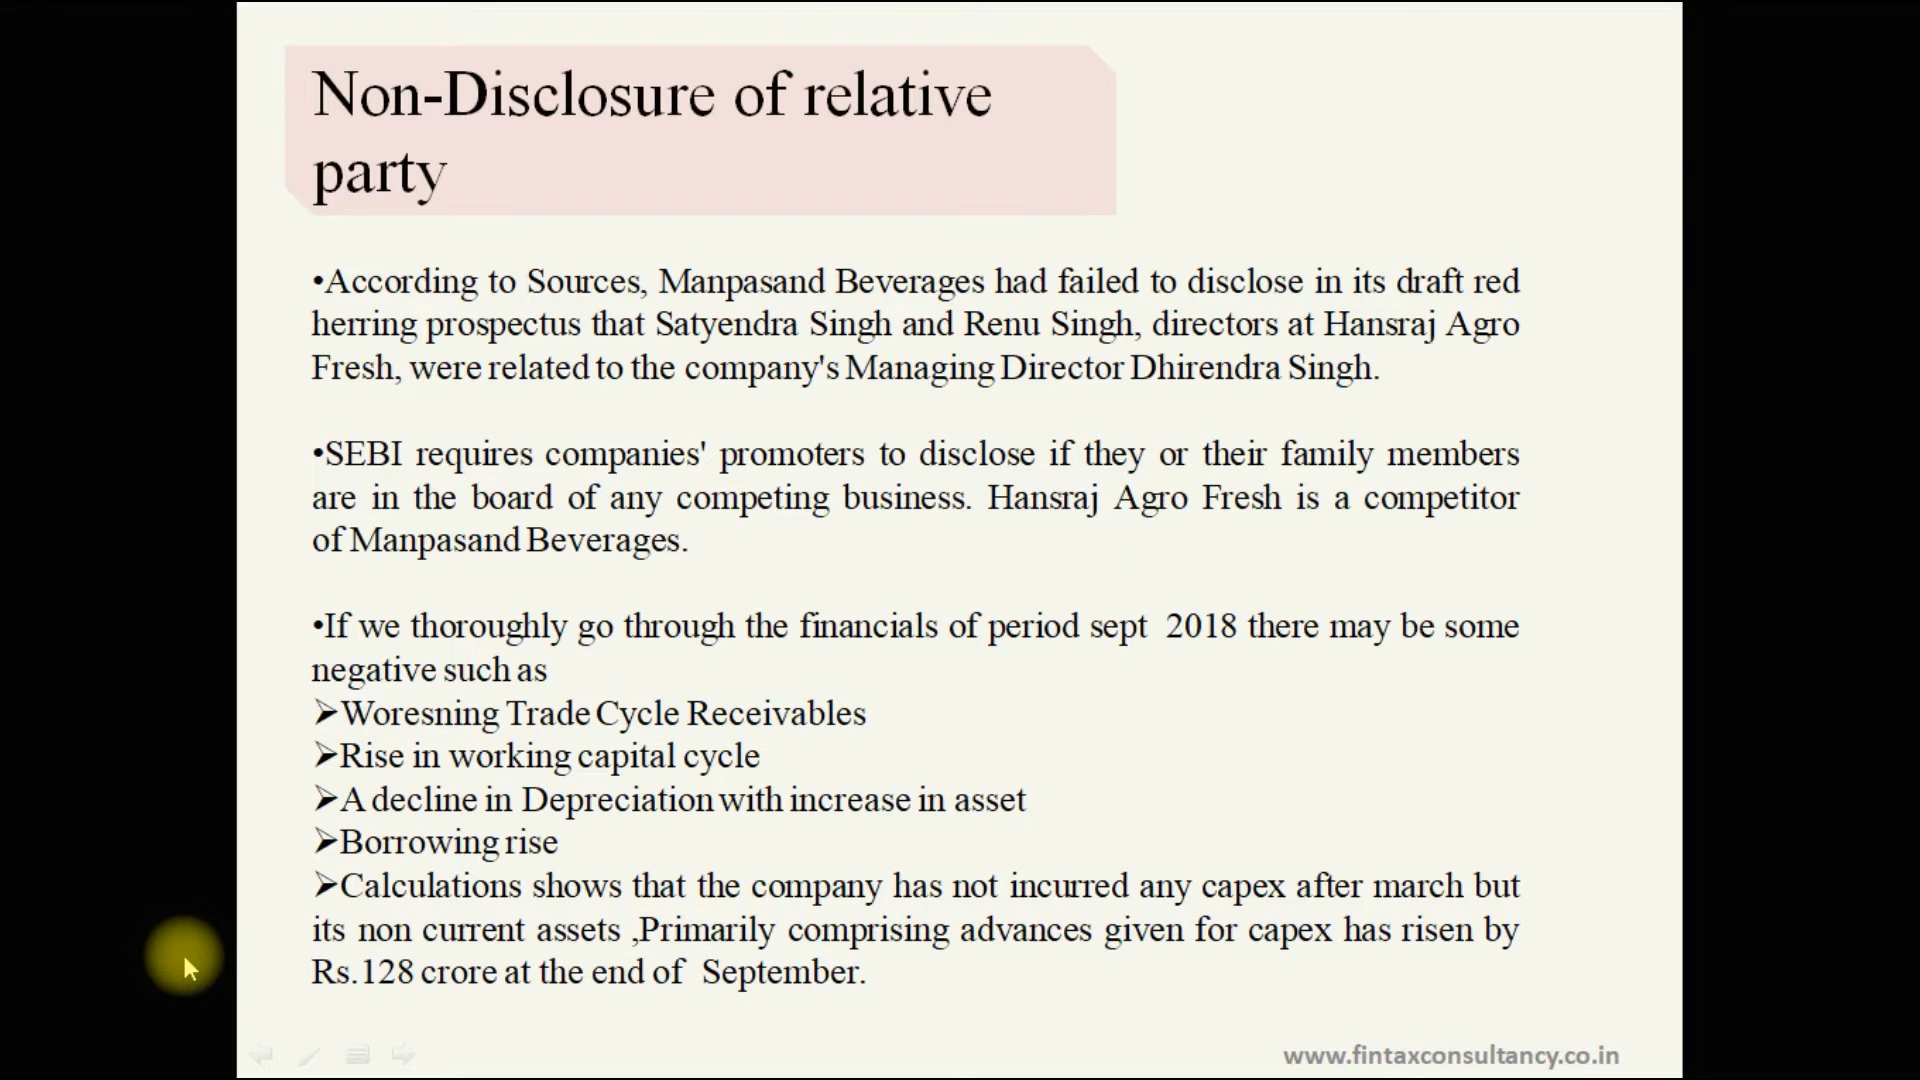 Non-Disclosure of relative
party
•According to Sources, Manpasand Beverages had failed to disclose in its draft red
herring prospectus that Satyendra Singh and Renu Singh, directors at Hansraj Agro
Fresh, were related to the company's Managing Director Dhirendra Singh.
•SEBI requires companies' promoters to disclose if they or their family members
are in the board of any competing business. Hansraj Agro Fresh is a competitor
of Manpasand Beverages.
•If we thoroughly go through the financials of period sept 2018 there may be some
negative such as
➢Woresning Trade Cycle Receivables
➢Rise in working capital cycle
➢A decline in Depreciation with increase in asset
➢Borrowing rise
➢Calculations shows that the company has not incurred any capex after march but
its non current assets ,Primarily comprising advances given for capex has risen by
Rs.128 crore at the end of September.
www.fintaxconsultancy.co.in